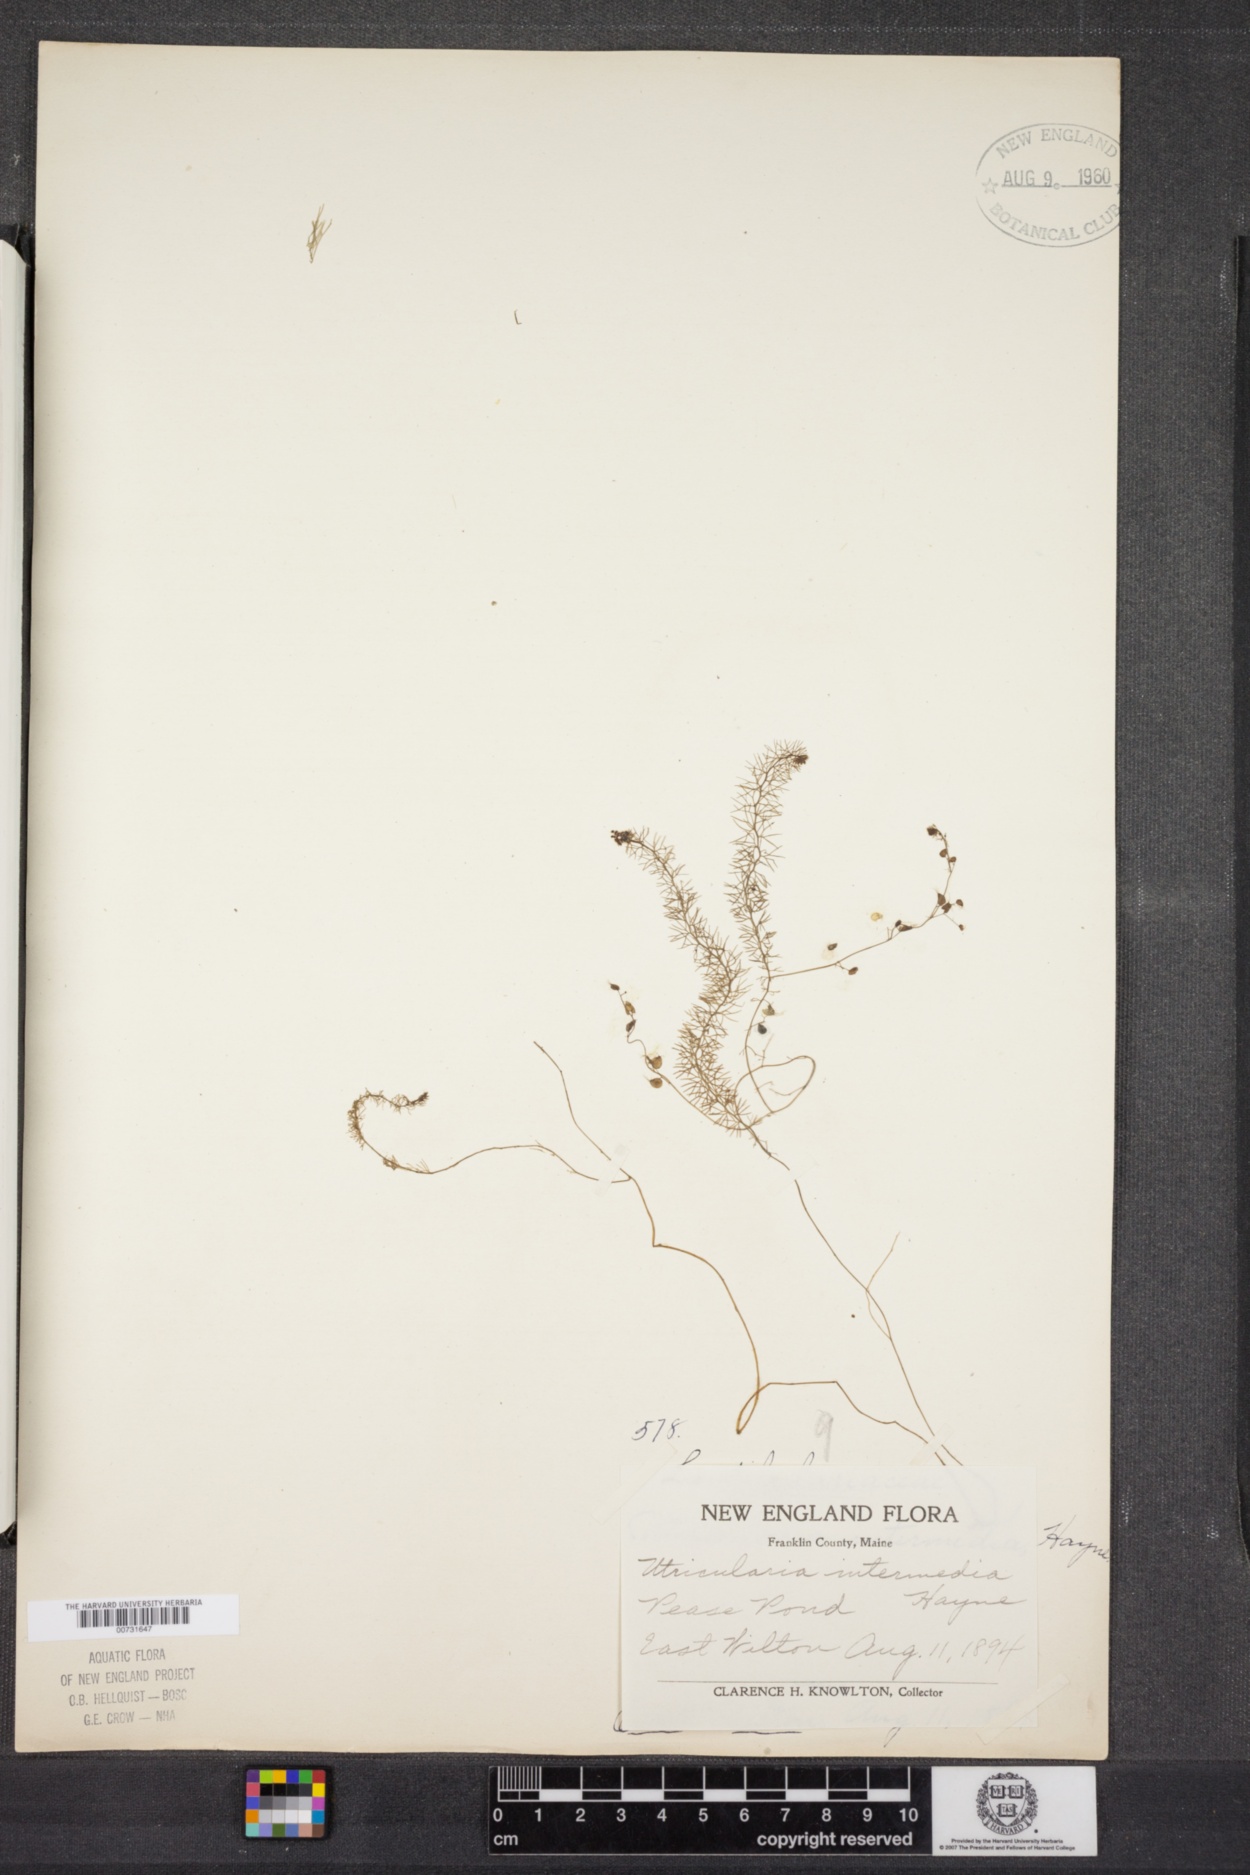 NEW ENGLAND
AUG 9 1960
BOTANICAL CLUB
578.
9
NEW ENGLAND FLORA
Franklin County, Maine
Utricularia intermedia
Hayne
Pease Pond Hayne
East Wilton Aug. 11, 1894
CLARENCE H. KNOWLTON, Collector
THE HARVARD UNIVERSITY HERBARIA
00731647
AQUATIC FLORA
OF NEW ENGLAND PROJECT
O.B. HELLQUIST — BOSC
G.E. CROW — NHA
0 1 2 3 4 5 6 7 8 9 10
cm copyright reserved
HARVARD
Provided by the Harvard University Herbaria
© 2007 The President and Fellows of Harvard College